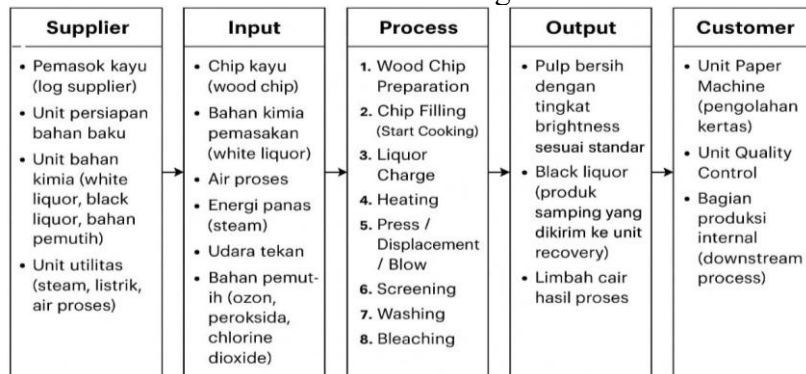 Supplier
• Pemasok kayu
(log supplier)
• Unit persiapan
bahan baku
• Unit bahan
kimia (white
liquor, black
liquor, bahan
pemutih)
• Unit utilitas
(steam, listrik,
air proses)
Input
• Chip kayu
(wood chip)
• Bahan kimia
pemasakan
(white liquor)
• Air proses
• Energi panas
(steam)
• Udara tekan
• Bahan pemut-
ih (ozon,
peroksida,
chlorine
dioxide)
Process
1. Wood Chip
Preparation
2. Chip Filling
(Start Cooking)
3. Liquor
Charge
4. Heating
5. Press /
Displacement
/ Blow
6. Screening
7. Washing
8. Bleaching
Output
• Pulp bersih
dengan
tingkat
brightness
sesuai standar
• Black liquor
(produk
samping yang
dikirim ke unit
recovery)
• Limbah cair
hasil proses
Customer
• Unit Paper
Machine
(pengolahan
kertas)
• Unit Quality
Control
• Bagian
produksi
internal
(downstream
process)